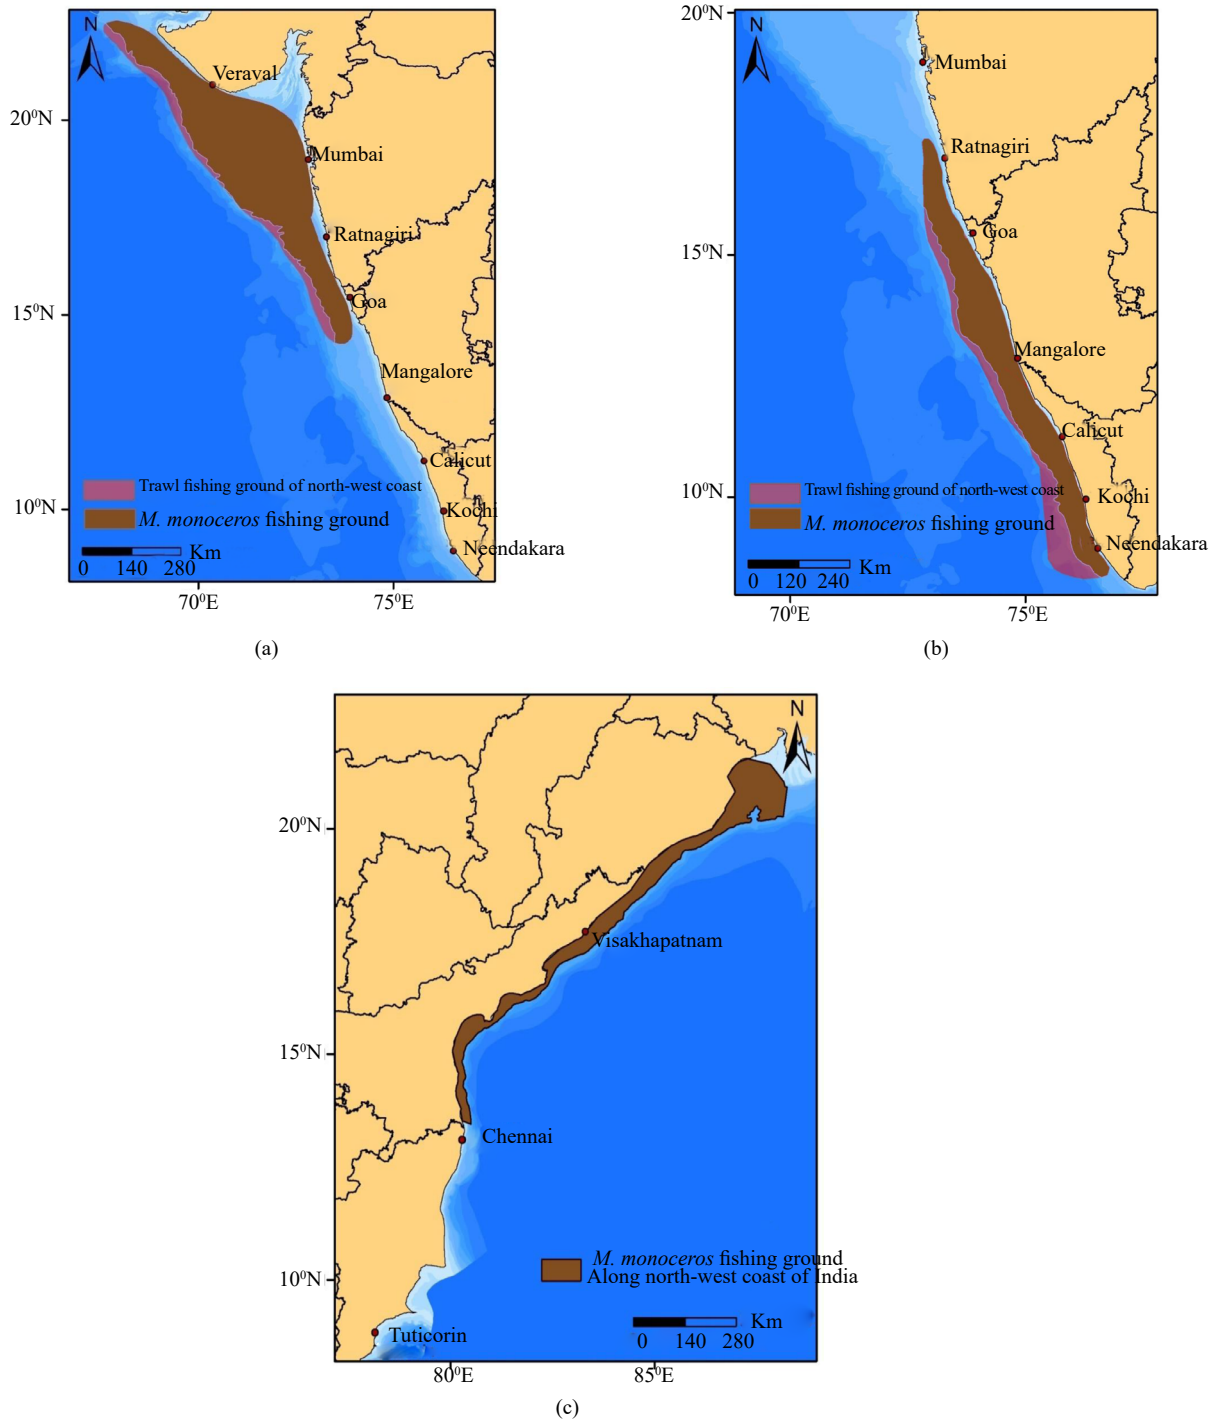 N
Veraval
20⁰N
Mumbai
Ratnagiri
Goa
15⁰N
Mangalore
Calicut
Trawl fishing ground of north-west coast
10⁰N
Kochi
M. monoceros fishing ground
Neendakara
Km
0 140 280
70⁰E 75⁰E
(a)
20⁰N
N
Mumbai
Ratnagiri
Goa
15⁰N
Mangalore
Calicut
Trawl fishing ground of north-west coast
10⁰N
Kochi
M. monoceros fishing ground
Neendakara
Km
0 120 240
70⁰E 75⁰E
(b)
N
20⁰N
Visakhapatnam
15⁰N
Chennai
M. monoceros fishing ground
Along north-west coast of India
10⁰N
Km
0 140 280
Tuticorin
80⁰E 85⁰E
(c)